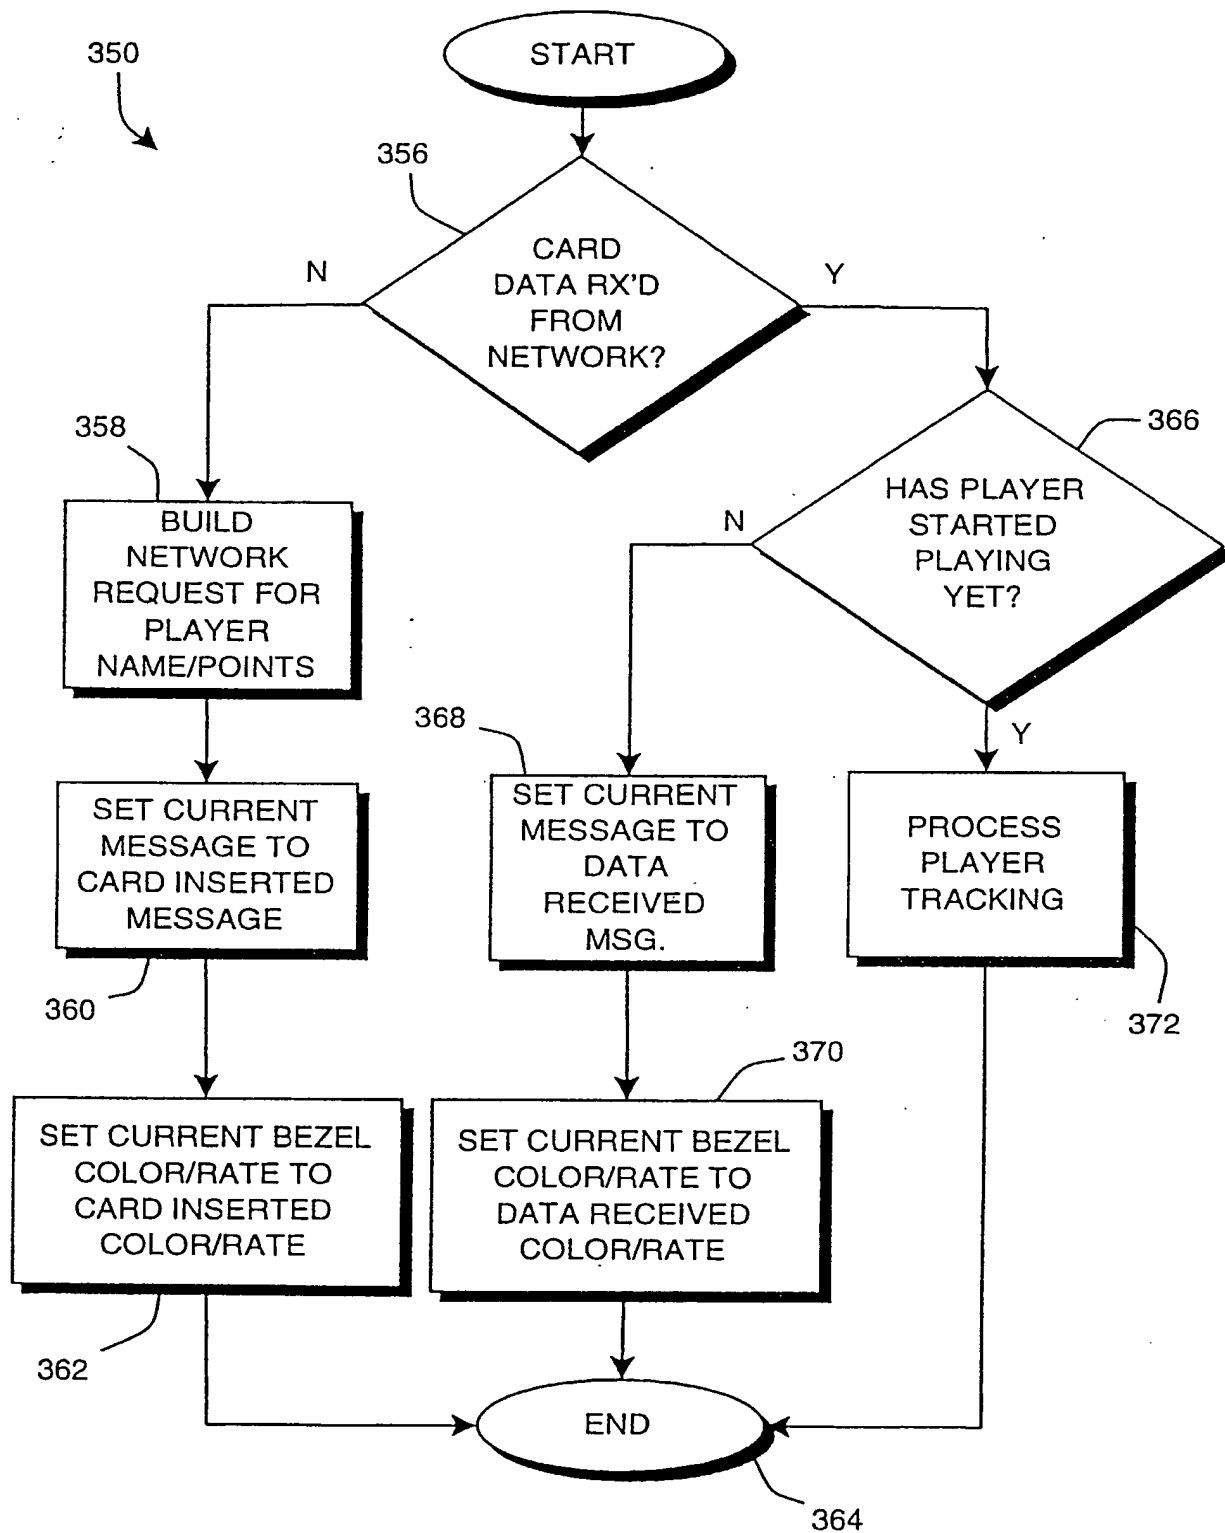 350
START
356
CARD
DATA RX'D
FROM
NETWORK?
N
Y
358
BUILD
NETWORK
REQUEST FOR
PLAYER
NAME/POINTS
366
HAS PLAYER
STARTED
PLAYING
YET?
N
Y
368
SET CURRENT
MESSAGE TO
DATA
RECEIVED
MSG.
PROCESS
PLAYER
TRACKING
372
SET CURRENT
MESSAGE TO
CARD INSERTED
MESSAGE
360
370
SET CURRENT BEZEL
COLOR/RATE TO
CARD INSERTED
COLOR/RATE
362
SET CURRENT BEZEL
COLOR/RATE TO
DATA RECEIVED
COLOR/RATE
END
364